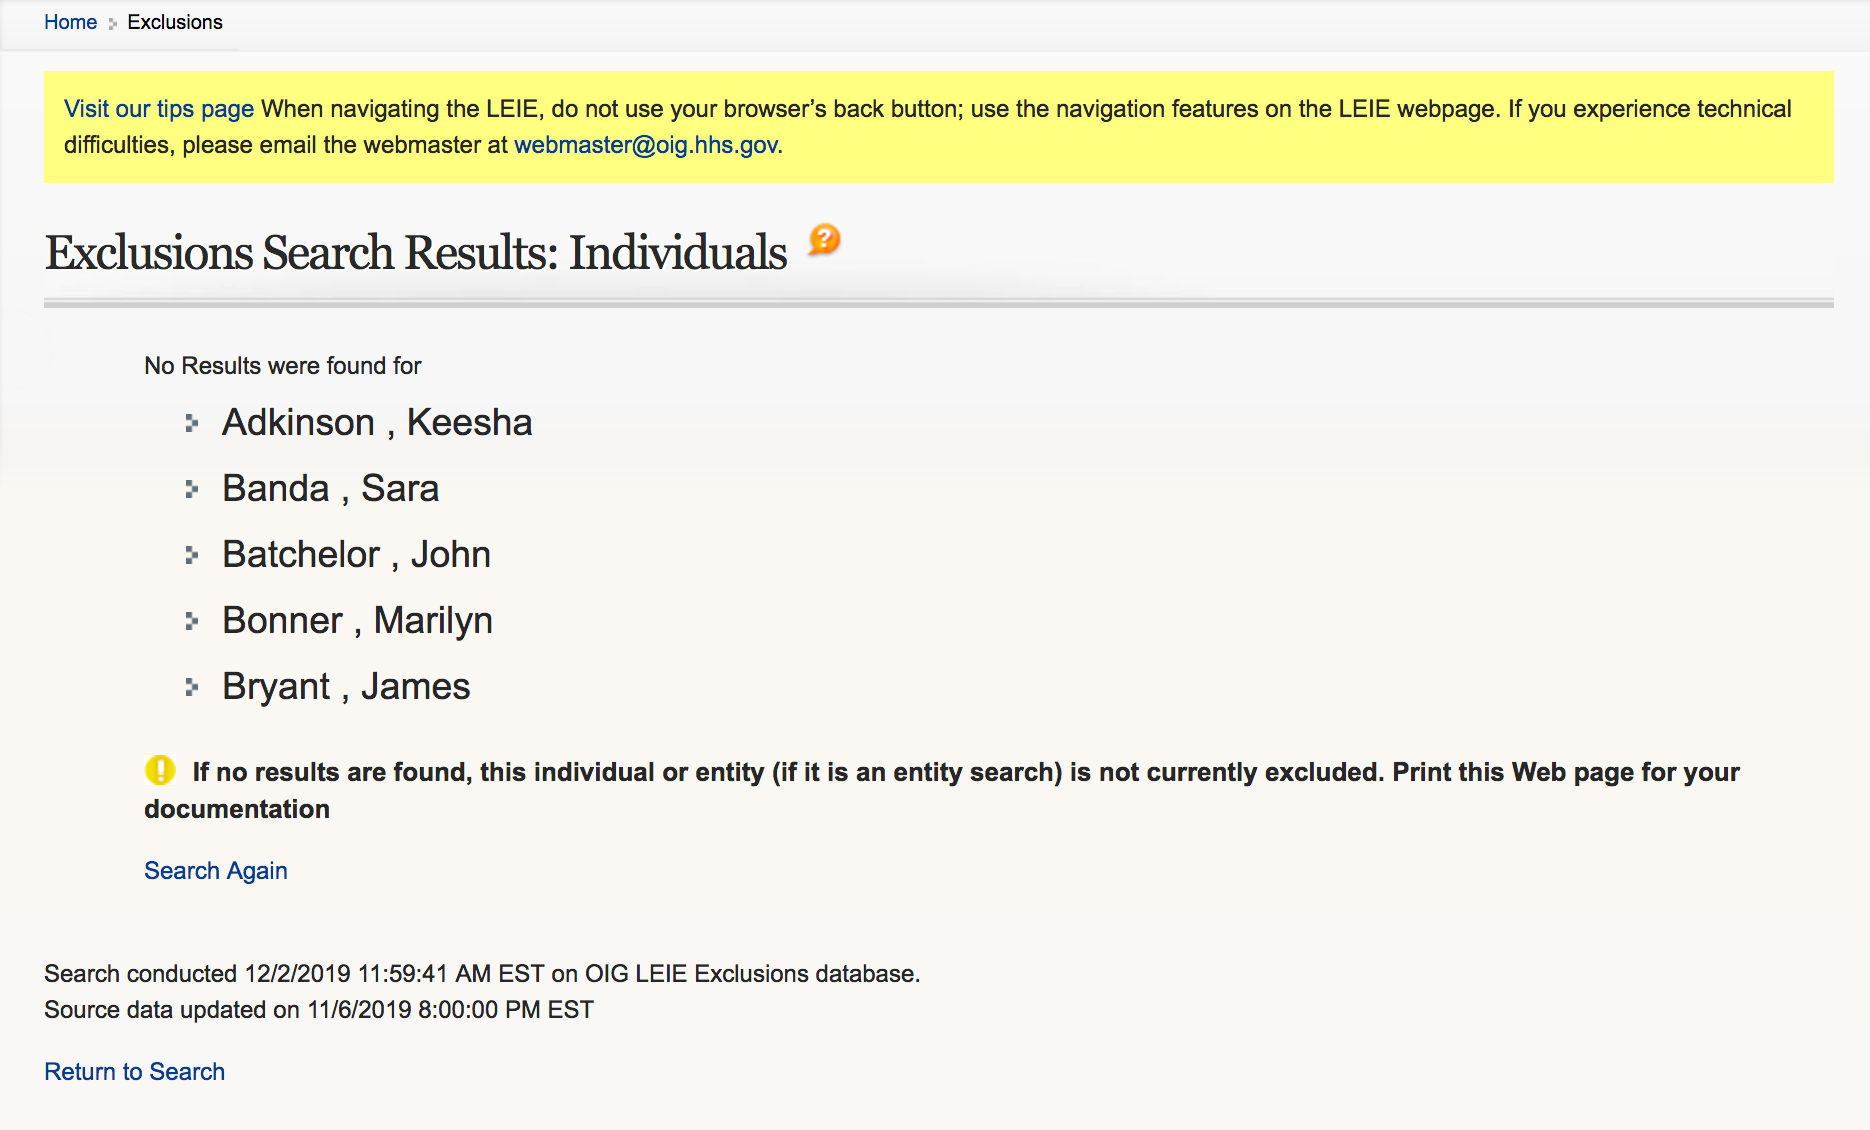 Home Exclusions
Visit our tips page When navigating the LEIE, do not use your browser’s back button; use the navigation features on the LEIE webpage. If you experience technical
difficulties, please email the webmaster at webmaster@oig.hhs.gov.
Exclusions Search Results: Individuals ?
No Results were found for
Adkinson , Keesha
Banda , Sara
Batchelor , John
Bonner , Marilyn
Bryant , James
! If no results are found, this individual or entity (if it is an entity search) is not currently excluded. Print this Web page for your
documentation
Search Again
Search conducted 12/2/2019 11:59:41 AM EST on OIG LEIE Exclusions database.
Source data updated on 11/6/2019 8:00:00 PM EST
Return to Search